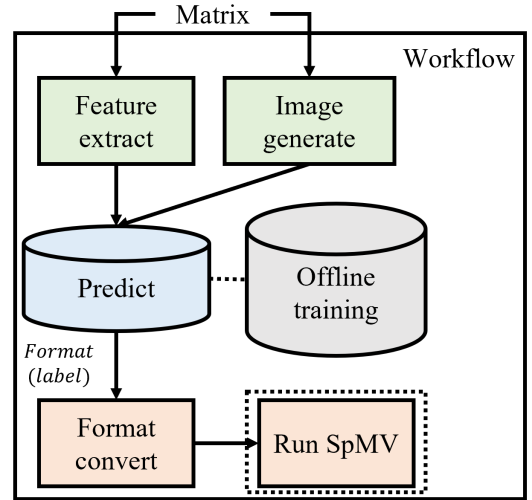 Matrix
Workflow
Feature
extract
Image
generate
Predict
Offline
training
Format
(label)
Format
convert
Run SpMV